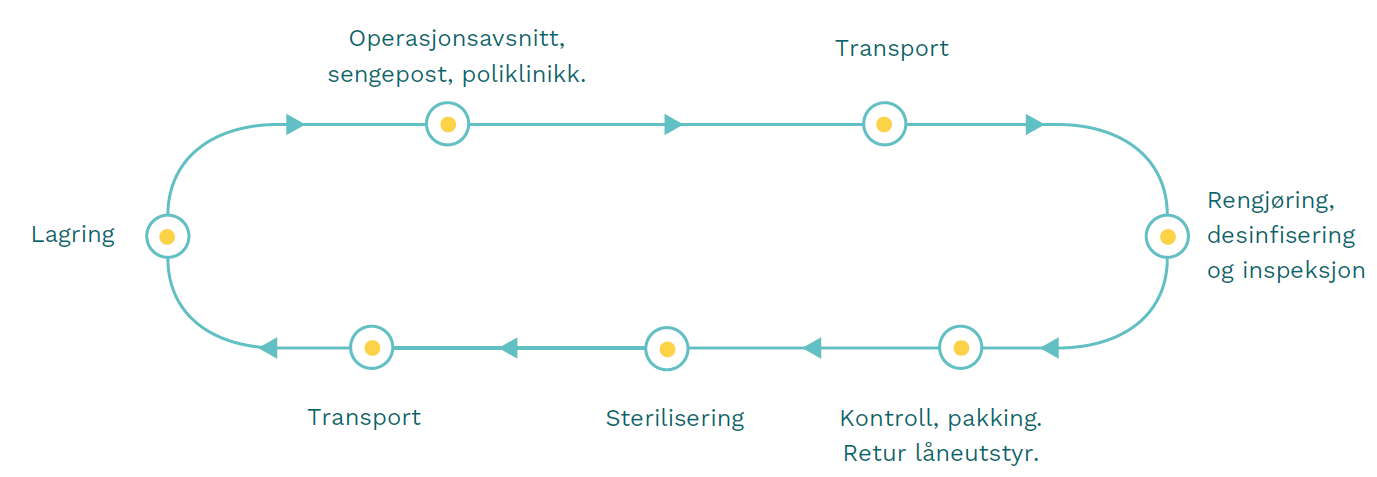 Operasjonsavsnitt,
sengepost, poliklinikk.
Transport
Lagring
Rengjøring,
desinfisering
og inspeksjon
Transport
Sterilisering
Kontroll, pakking.
Retur låneutstyr.